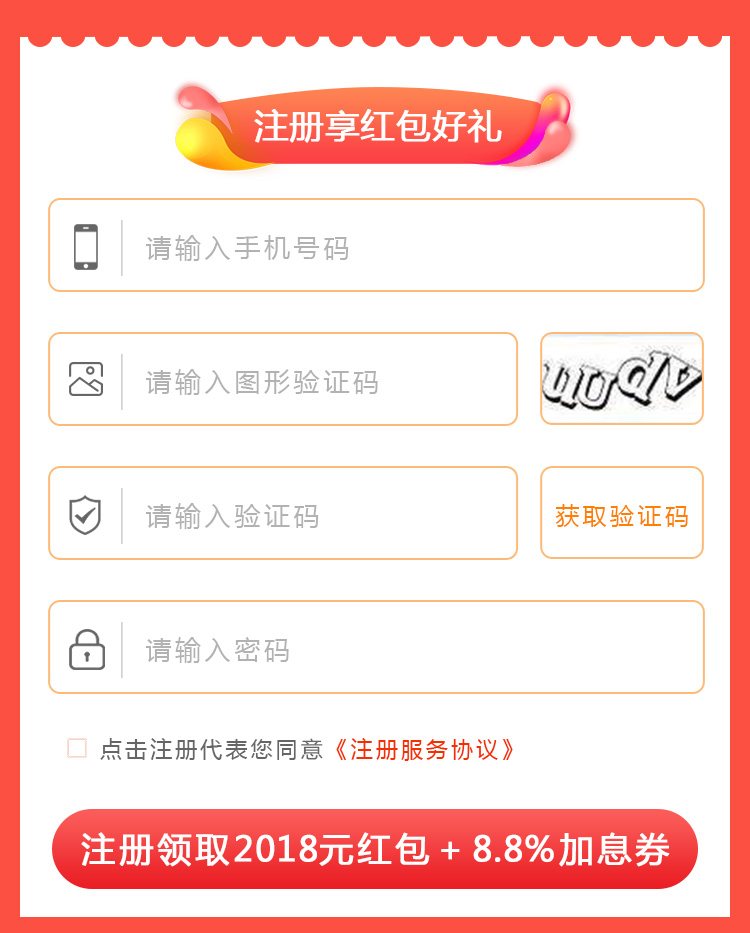 注册享红包好礼
请输入手机号码
请输入图形验证码
请输入验证码
获取验证码
请输入密码
点击注册代表您同意《注册服务协议》
注册领取2018元红包 + 8.8%加息券